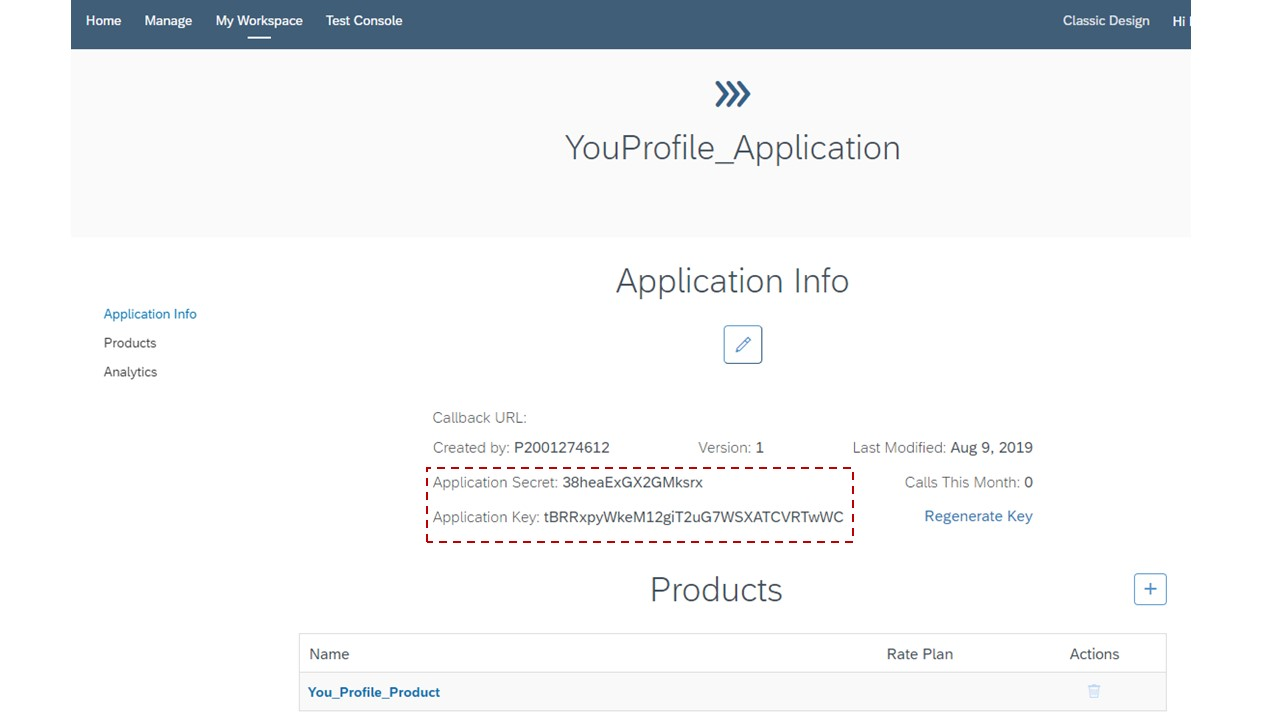 Home Manage My Workspace Test Console Classic Design Hi
YouProfile_Application
Application Info
Application Info
Products
Analytics
Callback URL:
Created by: P2001274612 Version: 1 Last Modified: Aug 9, 2019
Application Secret: 38heaExGX2GMksrx Calls This Month: 0
Application Key: tBRRxpyWkeM12giT2uG7WSXATCVRTwWC Regenerate Key
Products
Name Rate Plan Actions
You_Profile_Product